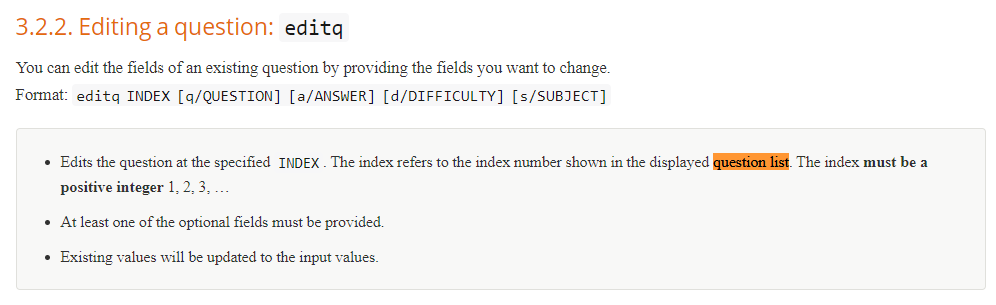 3.2.2. Editing a question: editq
You can edit the fields of an existing question by providing the fields you want to change.
Format: editq INDEX [q/QUESTION] [a/ANSWER] [d/DIFFICULTY] [s/SUBJECT]
• Edits the question at the specified INDEX. The index refers to the index number shown in the displayed question list. The index must be a
positive integer 1, 2, 3, …
• At least one of the optional fields must be provided.
• Existing values will be updated to the input values.